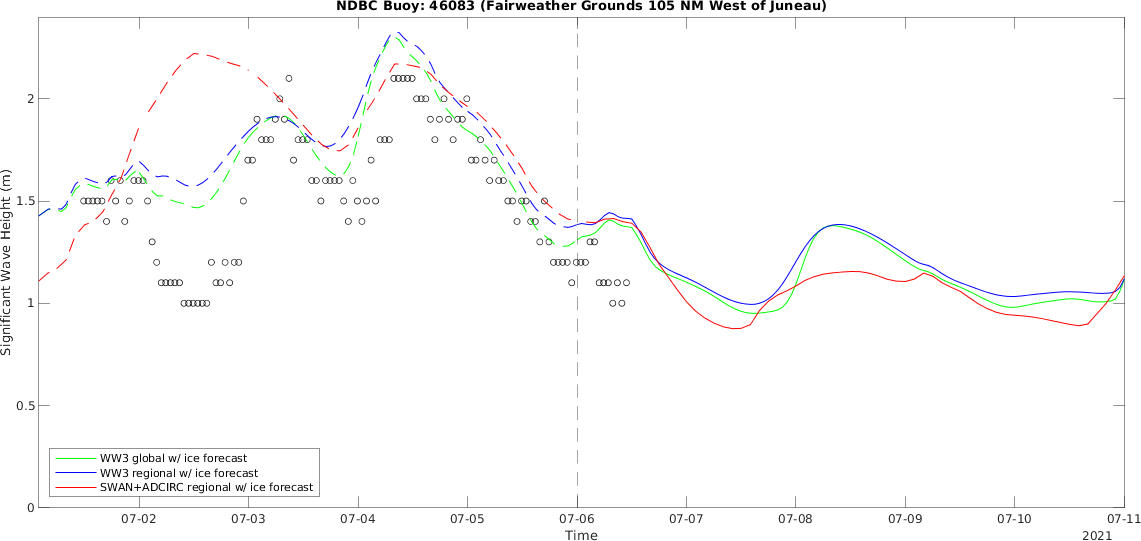 NDBC Buoy: 46083 (Fairweather Grounds 105 NM West of Juneau)
Significant Wave Height (m)
2
1.5
1
0.5
0
WW3 global w/ ice forecast
WW3 regional w/ ice forecast
SWAN+ADCIRC regional w/ ice forecast
07-02 07-03 07-04 07-05 07-06 07-07 07-08 07-09 07-10 07-11
Time
2021